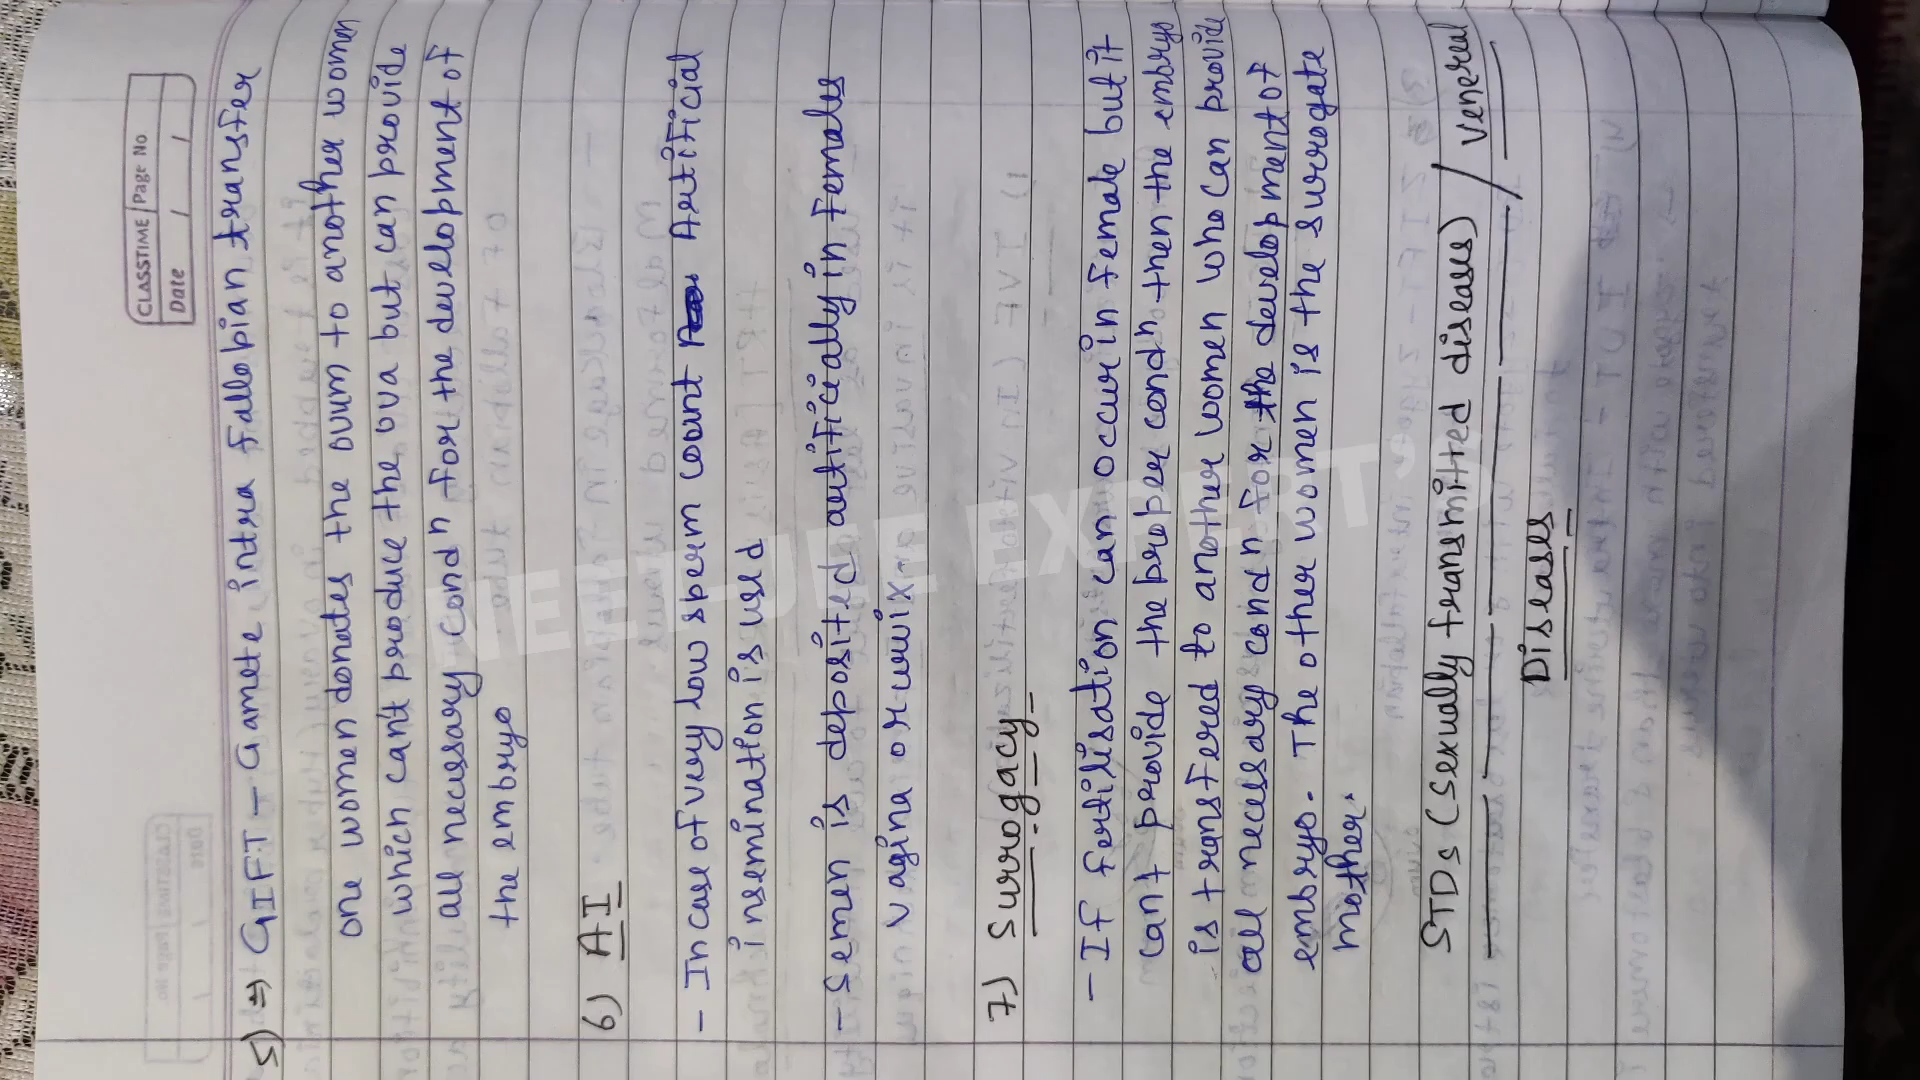 CLASSTIME Page No
Date / /
5) ⇒ GIFT - Gamete intra fallobian transfer
one women donates the ovum to another women
which can't produce the ova but can provide
all necessary condn for the development of
the embryo
6) AI
- In case of very low sperm count Artificial
insemination is used
- Semen is deposited artificially in females
vagina or
7) Surrogacy
- If fertilisation can occur in female but it
can't provide the proper condn then the embryo
is transfered to another women who can provide
all necessary condn for the development of
embryo. The other women is the surrogate
mother.
STDs (Sexually transmitted diseases) / Venereal
Diseases
NEET-JEE EXPERT'S